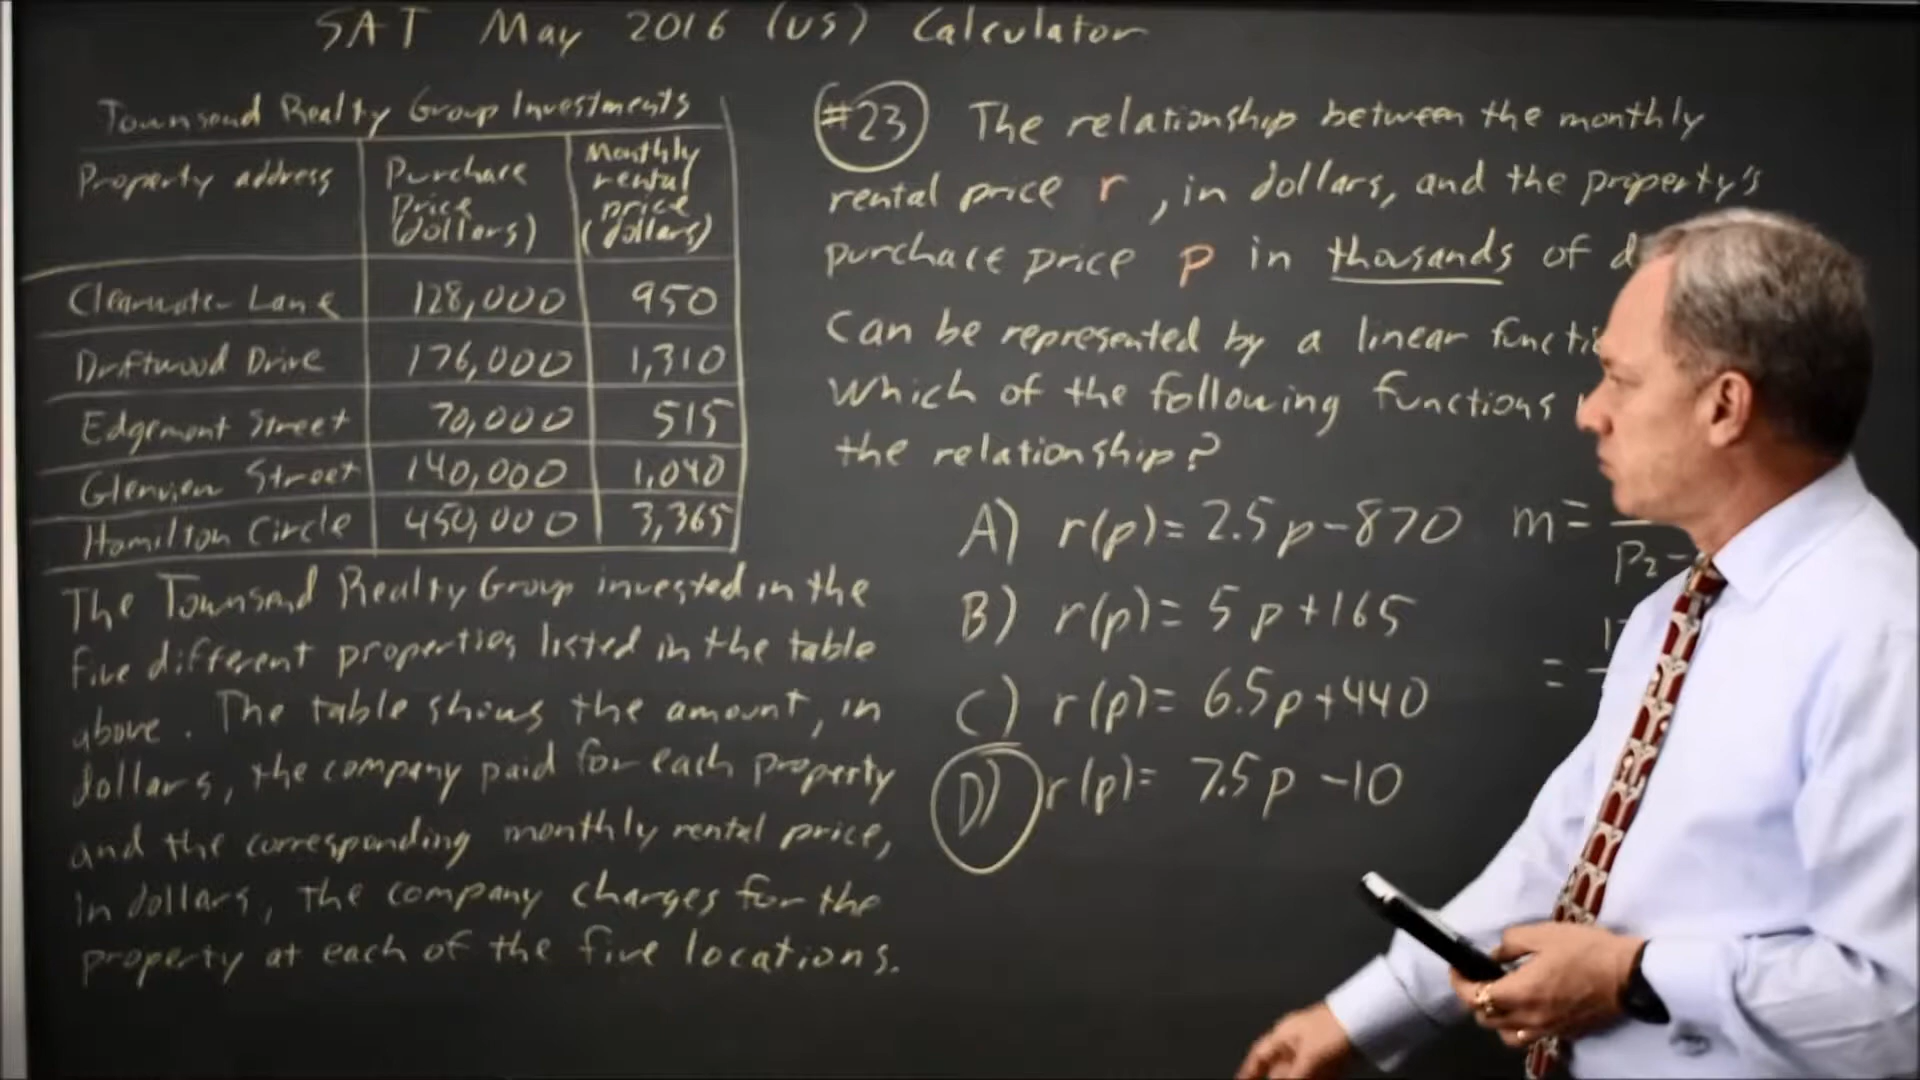 SAT May 2016 (US) Calculator
Townsend Realty Group Investments
Property address | Purchase Price (dollars) | Monthly rental price (dollars)
Clearwater Lane | 128,000 | 950
Driftwood Drive | 176,000 | 1,310
Edgemont Street | 70,000 | 515
Glenview Street | 140,000 | 1,040
Hamilton Circle | 450,000 | 3,365
The Townsend Realty Group invested in the
five different properties listed in the table
above. The table shows the amount, in
dollars, the company paid for each property
and the corresponding monthly rental price,
in dollars, the company charges for the
property at each of the five locations.
#23 The relationship between the monthly
rental price r, in dollars, and the property's
purchase price p in thousands of
Can be represented by a linear
Which of the following functions
the relationship?
A) r(p)= 2.5p-870
B) r(p)= 5p+165
C) r(p)= 6.5p+440
D) r(p)= 7.5p-10
m=
P2-
=